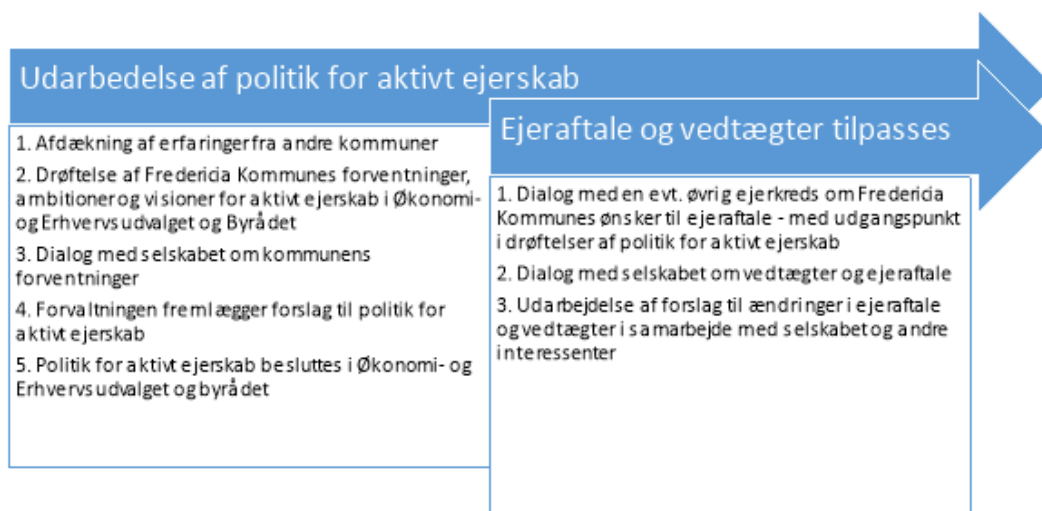 Udarbedelse af politik for aktivt ejerskab
1. Afdækning af erfaringer fra andre kommuner
2. Drøftelse af Fredericia Kommunes forventninger,
ambitioner og visioner for aktivt ejerskab i Økonomi-
og Erhvervsudvalget og Byrådet
3. Dialog med selskabet om kommunens
forventninger
4. Forvaltningen fremlægger forslag til politik for
aktivt ejerskab
5. Politik for aktivt ejerskab besluttes i Økonomi- og
Erhvervsudvalget og byrådet
Ejeraftale og vedtægter tilpasses
1. Dialog med en evt. øvrig ejerkreds om Fredericia
Kommunes ønsker til ejeraftale - med udgangspunkt
i drøftelser af politik for aktivt ejerskab
2. Dialog med selskabet om vedtægter og ejeraftale
3. Udarbejdelse af forslag til ændringer i ejeraftale
og vedtægter i samarbejde med selskabet og andre
interessenter